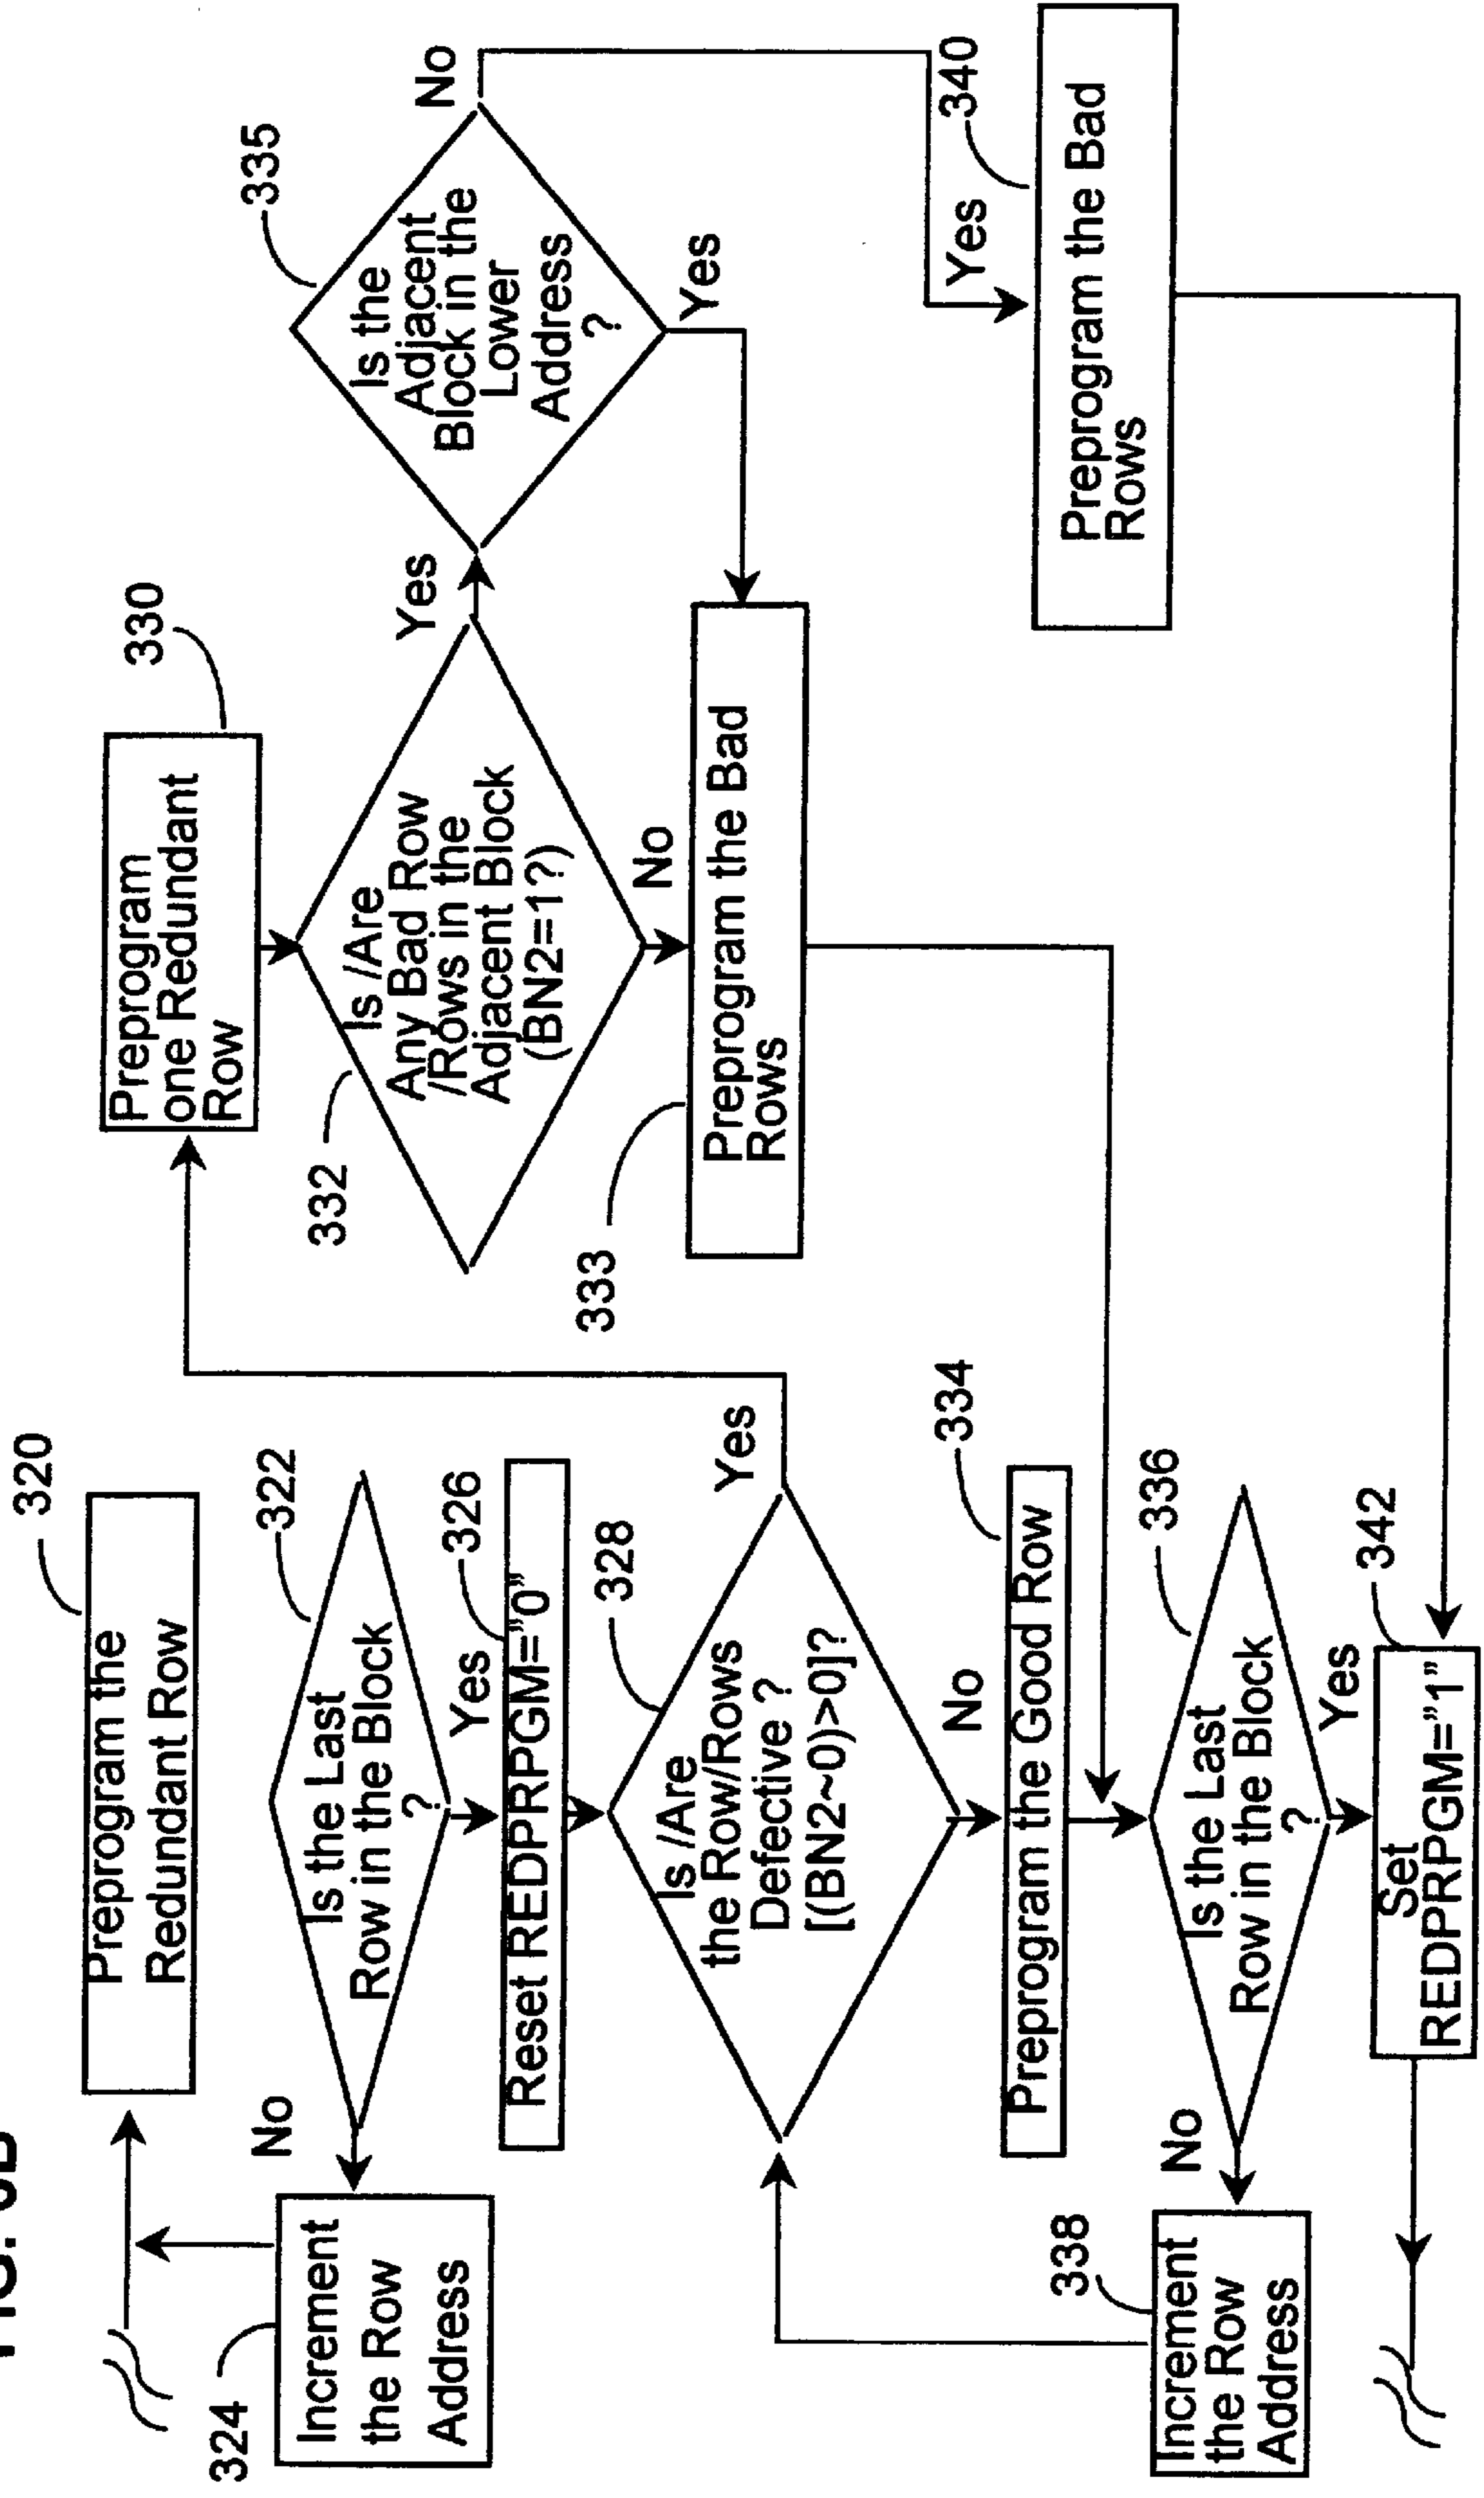 320
Preprogram the
Redundant Row
322
Is the Last
Row in the Block
?
No
Yes
324
Increment
the Row
Address
326
Reset REDPRPGM="0"
328
Is /Are
the Row/Rows
Defective ?
[(BN2~0)>0]?
Yes
No
334
Preprogram the Good Row
336
Is the Last
Row in the Block
?
No
Yes
338
Increment
the Row
Address
342
Set
REDPRPGM="1"
330
Preprogram
one Redundant
Row
332
Is /Are
Any Bad Row
/Rows in the
Adjacent Block
(BN2=1?)
Yes
No
333
Preprogram the Bad
Rows
335
Is the
Adjacent
Block in the
Lower
Address
?
No
Yes
340
Yes
Preprogram the Bad
Rows